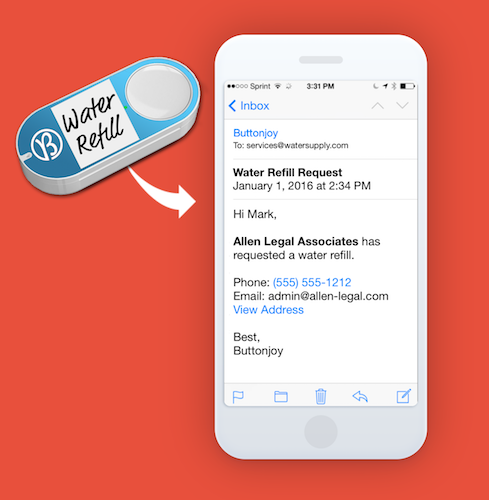 Water
Refill
B
Sprint 3:31 PM
Inbox
Buttonjoy
To: services@watersupply.com
Water Refill Request
January 1, 2016 at 2:34 PM
Hi Mark,
Allen Legal Associates has
requested a water refill.
Phone: (555) 555-1212
Email: admin@allen-legal.com
View Address
Best,
Buttonjoy